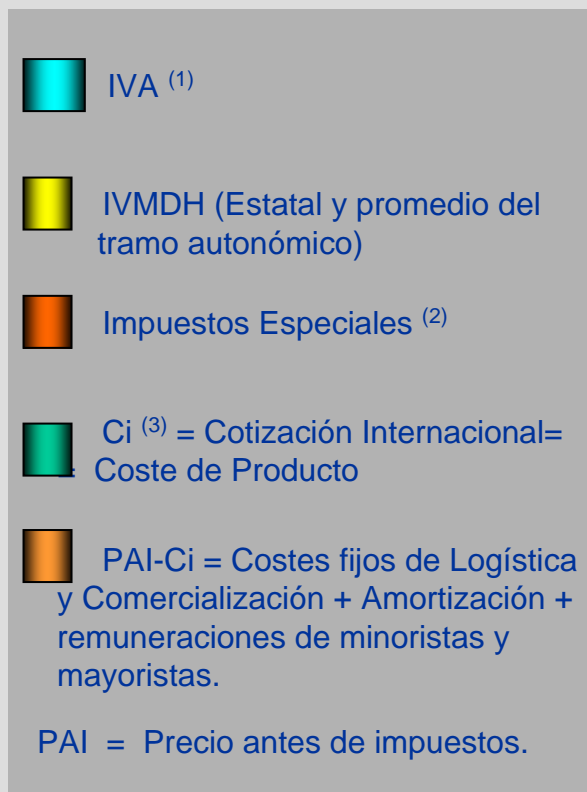 IVA (1)
IVMDH (Estatal y promedio del
tramo autonómico)
Impuestos Especiales (2)
Ci (3) = Cotización Internacional=
= Coste de Producto
PAI-Ci = Costes fijos de Logística
y Comercialización + Amortización +
remuneraciones de minoristas y
mayoristas.
PAI = Precio antes de impuestos.